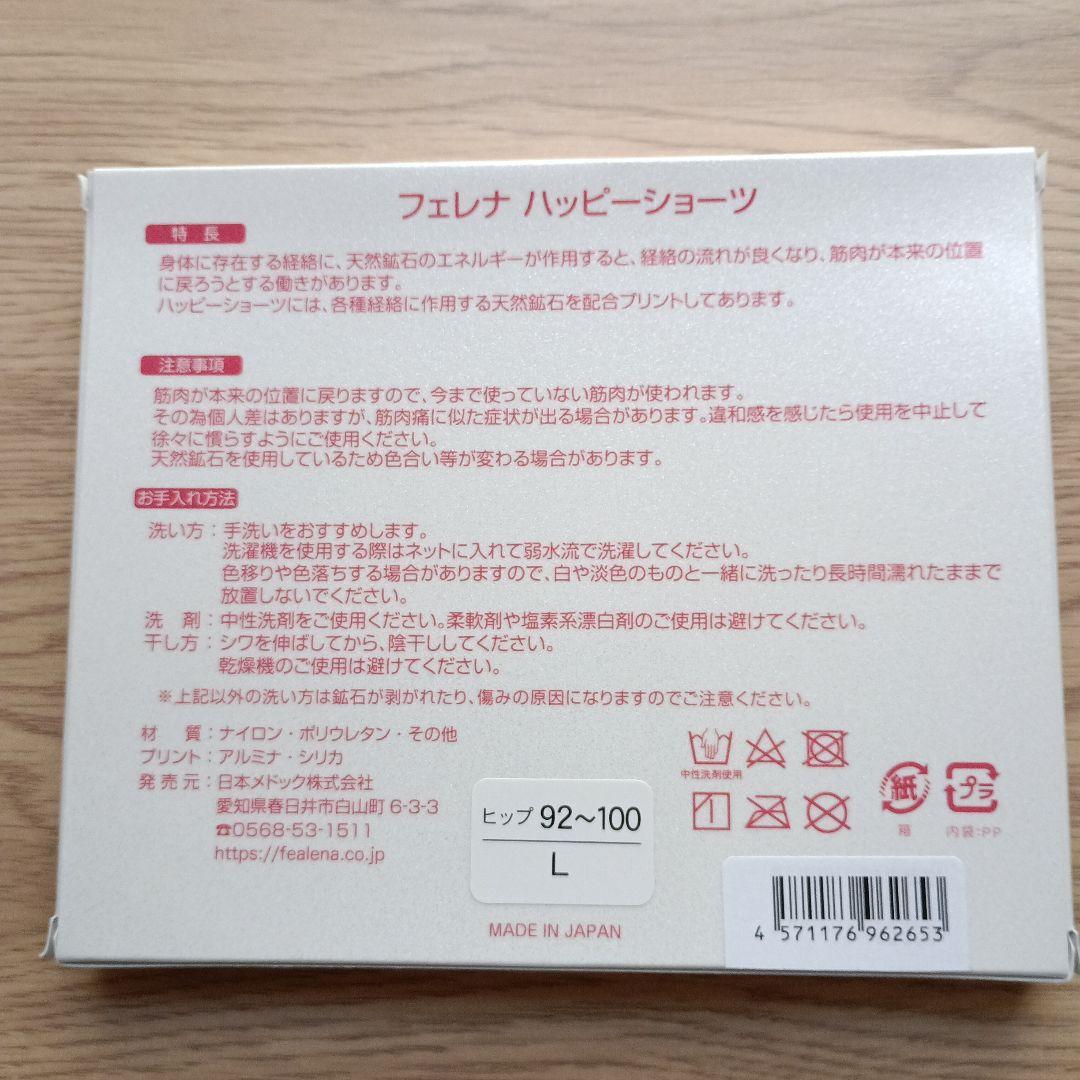 フェレナ ハッピーショーツ
特 長
身体に存在する経絡に、天然鉱石のエネルギーが作用すると、経絡の流れが良くなり、筋肉が本来の位置
に戻ろうとする働きがあります。
ハッピーショーツには、各種経絡に作用する天然鉱石を配合プリントしてあります。
注意事項
筋肉が本来の位置に戻りますので、今まで使っていない筋肉が使われます。
その為個人差はありますが、筋肉痛に似た症状が出る場合があります。違和感を感じたら使用を中止して
徐々に慣らすようにご使用ください。
天然鉱石を使用しているため色合い等が変わる場合があります。
お手入れ方法
洗い方：手洗いをおすすめします。
洗濯機を使用する際はネットに入れて弱水流で洗濯してください。
色移りや色落ちする場合がありますので、白や淡色のものと一緒に洗ったり長時間濡れたままで
放置しないでください。
洗 剤：中性洗剤をご使用ください。柔軟剤や塩素系漂白剤のご使用は避けてください。
干し方：シワを伸ばしてから、陰干ししてください。
乾燥機のご使用は避けてください。
※上記以外の洗い方は鉱石が剥がれたり、傷みの原因になりますのでご注意ください。
材 質：ナイロン・ポリウレタン・その他
プリント：アルミナ・シリカ
発売元：日本メドック株式会社
愛知県春日井市白山町 6-3-3
☎0568-53-1511
https://fealena.co.jp
中性洗剤使用
紙
箱
プラ
内袋：PP
ヒップ 92～100
L
MADE IN JAPAN
4 571176 962653